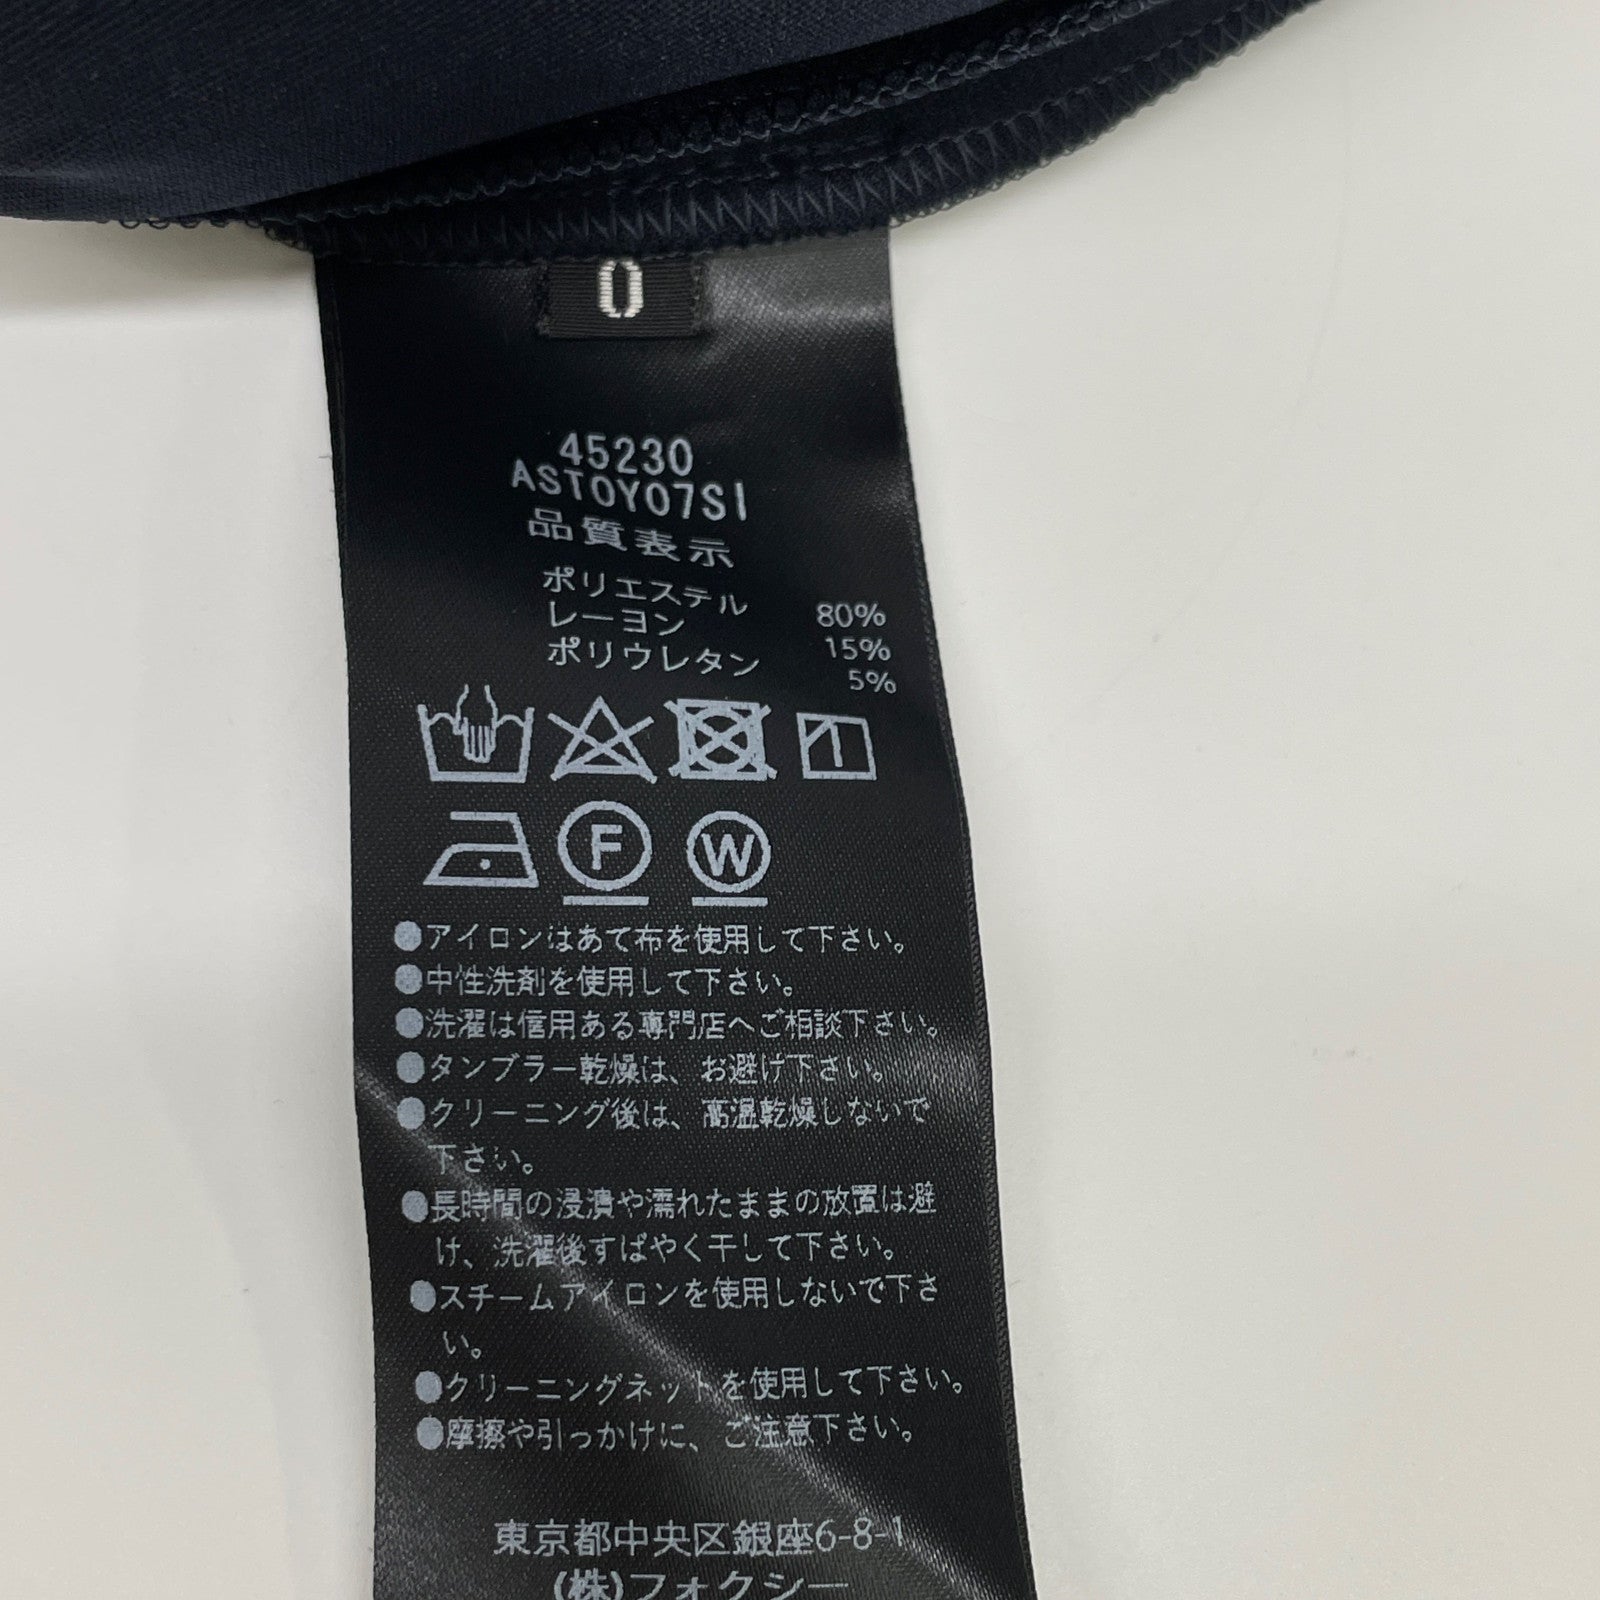 0
45230
ASTOY07SI
品質表示
ポリエステル 80%
レーヨン 15%
ポリウレタン 5%
F W
●アイロンはあて布を使用して下さい。
●中性洗剤を使用して下さい。
●洗濯は信用ある専門店へご相談下さい。
●タンブラー乾燥は、お避け下さい。
●クリーニング後は、高温乾燥しないで
下さい。
●長時間の浸漬や濡れたままの放置は避
け、洗濯後すばやく干して下さい。
●スチームアイロンを使用しないで下さ
い。
●クリーニングネットを使用して下さい。
●摩擦や引っかけに、ご注意下さい。
東京都中央区銀座6-8-1
(株)フォクシー